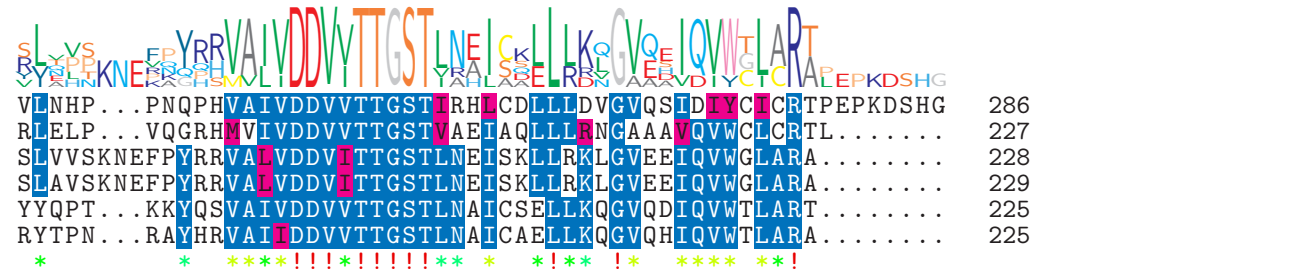 VLNHP...PNQPHVAIVDDVVTTGSTIRHLCDLLLDVGVQSIDIYCICRTPEPKDSHG 286
RLELP...VQGRHMVIVDDVVTTGSTVAEIAQLLLRNGAAAVQVWCLCRTL....... 227
SLVVSKNEFPYRRVALVDDVITTGSTLNEISKLLRKLGVEEIQVWGLARA........ 228
SLAVSKNEFPYRRVALVDDVITTGSTLNEISKLLRKLGVEEIQVWGLARA........ 229
YYQPT...KKYQSVAIVDDVVTTGSTLNAICSELLKQGVQDIQVWTLART........ 225
RYTPN...RAYHRVAIIDDVVTTGSTLNAICAELLKQGVQHIQVWTLARA........ 225
* * ****!!!*!!!!!** * *!** !* **** **!